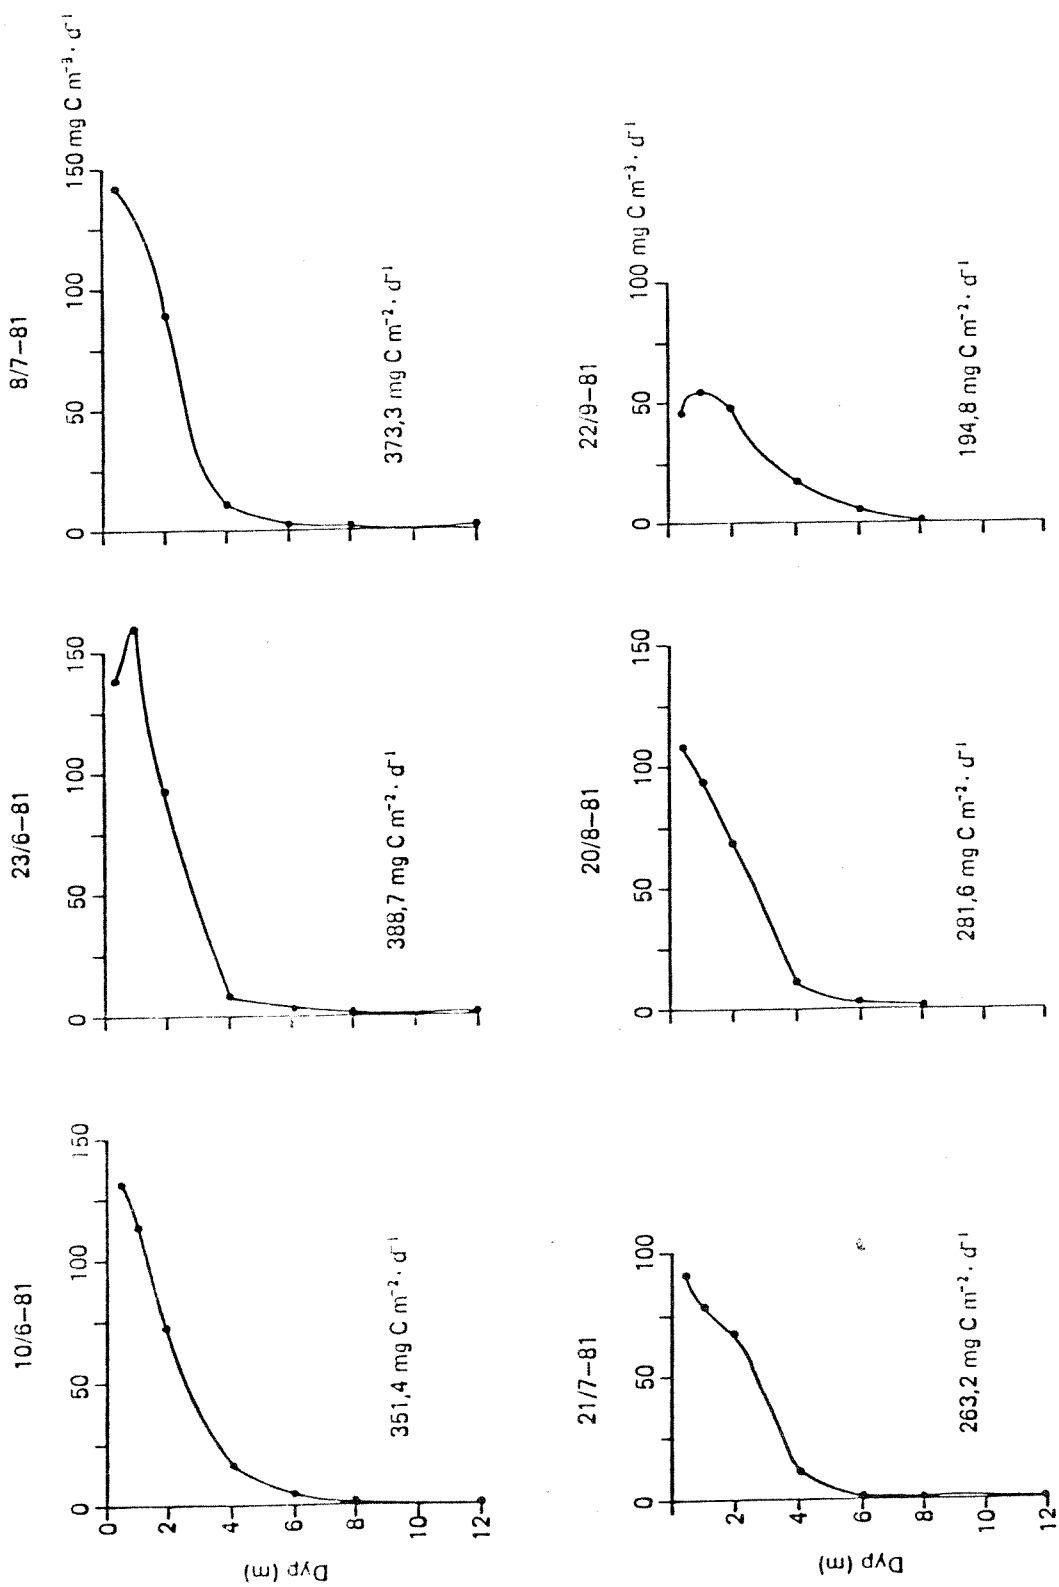 10/6–81
0 50 100 150
0
2
4
6
8
10
12
Dyp (m)
351,4 mg C m⁻²· d⁻¹
23/6–81
0 50 100 150
388,7 mg C m⁻²· d⁻¹
8/7–81
0 50 100 150 mg C m⁻³· d⁻¹
373,3 mg C m⁻²· d⁻¹
21/7–81
0 50 100
2
4
6
8
10
12
Dyp (m)
263,2 mg C m⁻²· d⁻¹
20/8–81
0 50 100 150
281,6 mg C m⁻²· d⁻¹
22/9–81
0 50 100 mg C m⁻³· d⁻¹
194,8 mg C m⁻²· d⁻¹